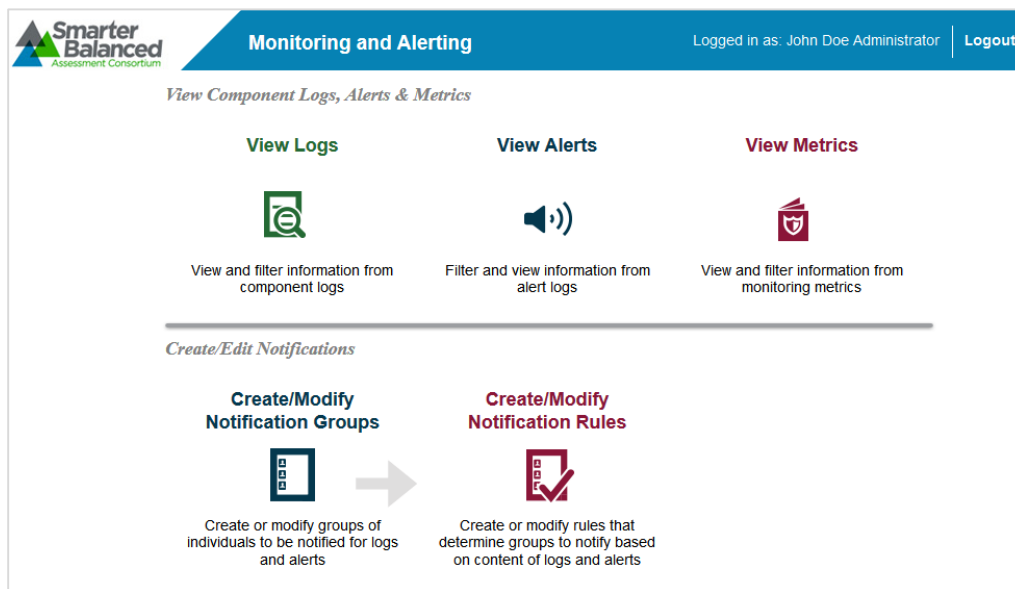 Smarter
Balanced
Assessment Consortium
Monitoring and Alerting
Logged in as: John Doe Administrator
Logout
View Component Logs, Alerts & Metrics
View Logs
View Alerts
View Metrics
View and filter information from
component logs
Filter and view information from
alert logs
View and filter information from
monitoring metrics
Create/Edit Notifications
Create/Modify
Notification Groups
Create/Modify
Notification Rules
Create or modify groups of
individuals to be notified for logs
and alerts
Create or modify rules that
determine groups to notify based
on content of logs and alerts